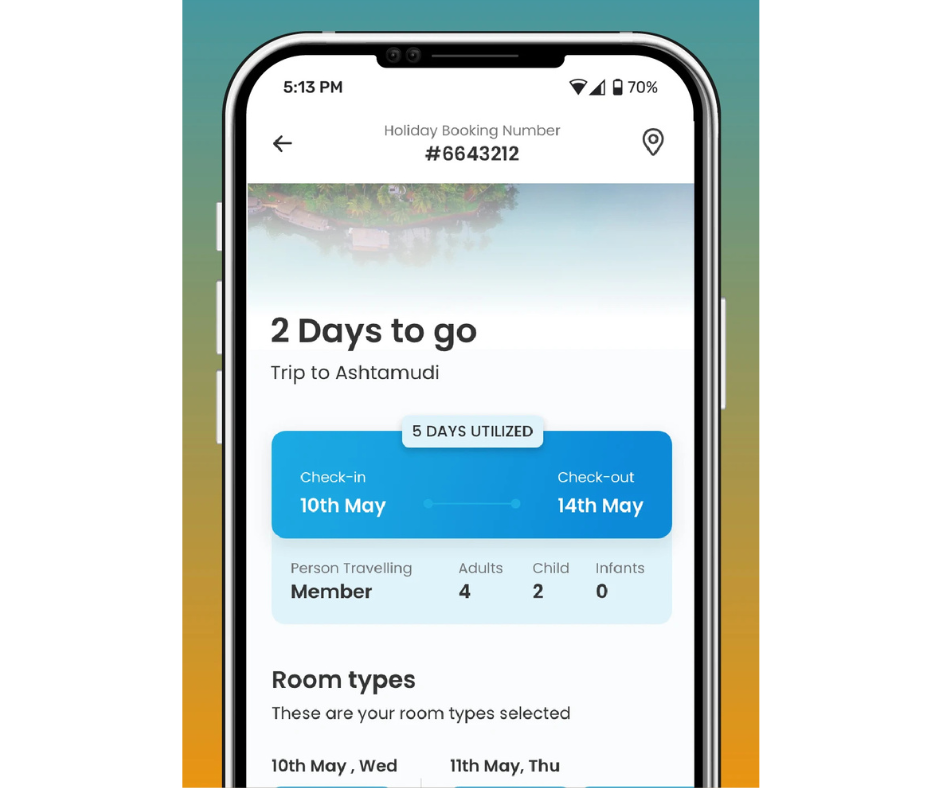 5:13 PM
70%
Holiday Booking Number
#6643212
2 Days to go
Trip to Ashtamudi
5 DAYS UTILIZED
Check-in
Check-out
10th May
14th May
Person Travelling
Adults
Child
Infants
Member
4
2
0
Room types
These are your room types selected
10th May , Wed
11th May, Thu